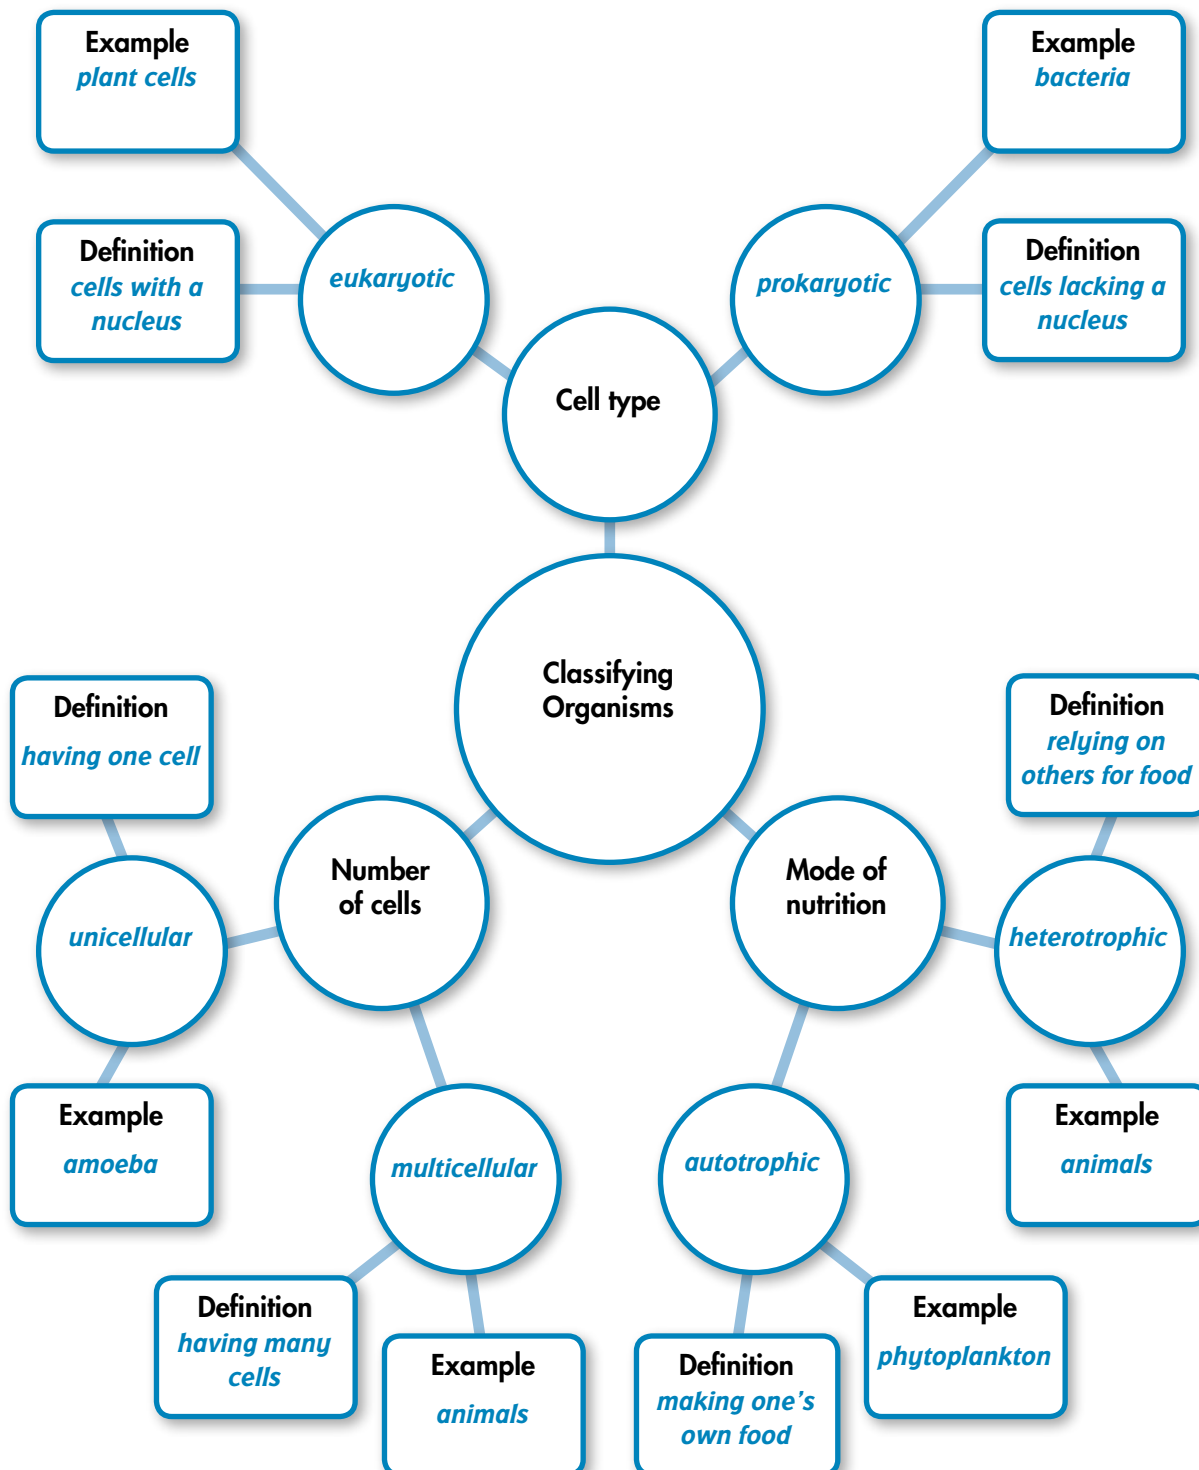 Example
plant cells
Example
bacteria
Definition
cells with a
nucleus
eukaryotic
prokaryotic
Definition
cells lacking a
nucleus
Cell type
Classifying
Organisms
Definition
having one cell
Definition
relying on
others for food
Number
of cells
Mode of
nutrition
unicellular
heterotrophic
Example
amoeba
multicellular
autotrophic
Example
animals
Definition
having many
cells
Example
animals
Definition
making one's
own food
Example
phytoplankton